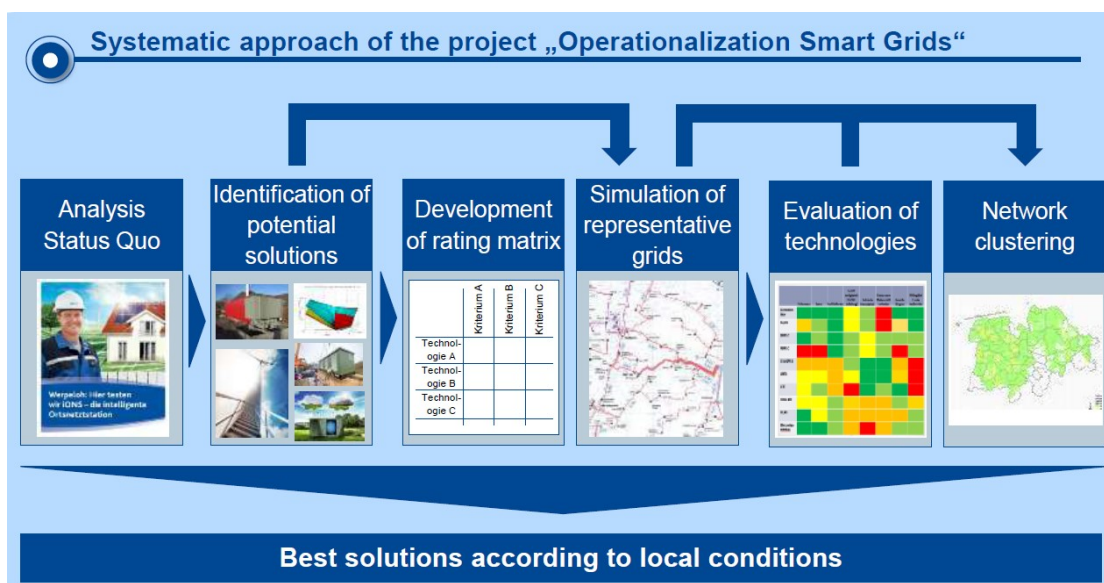 Systematic approach of the project „Operationalization Smart Grids“
Analysis
Status Quo
Identification of
potential
solutions
Development
of rating matrix
Simulation of
representative
grids
Evaluation of
technologies
Network
clustering
Werpeloh: Hier testen
wir iONS – die intelligente
Ortsnetzstation
Kriterium A
Kriterium B
Kriterium C
Technol-
ogie A
Technol-
ogie B
Technol-
ogie C
Best solutions according to local conditions